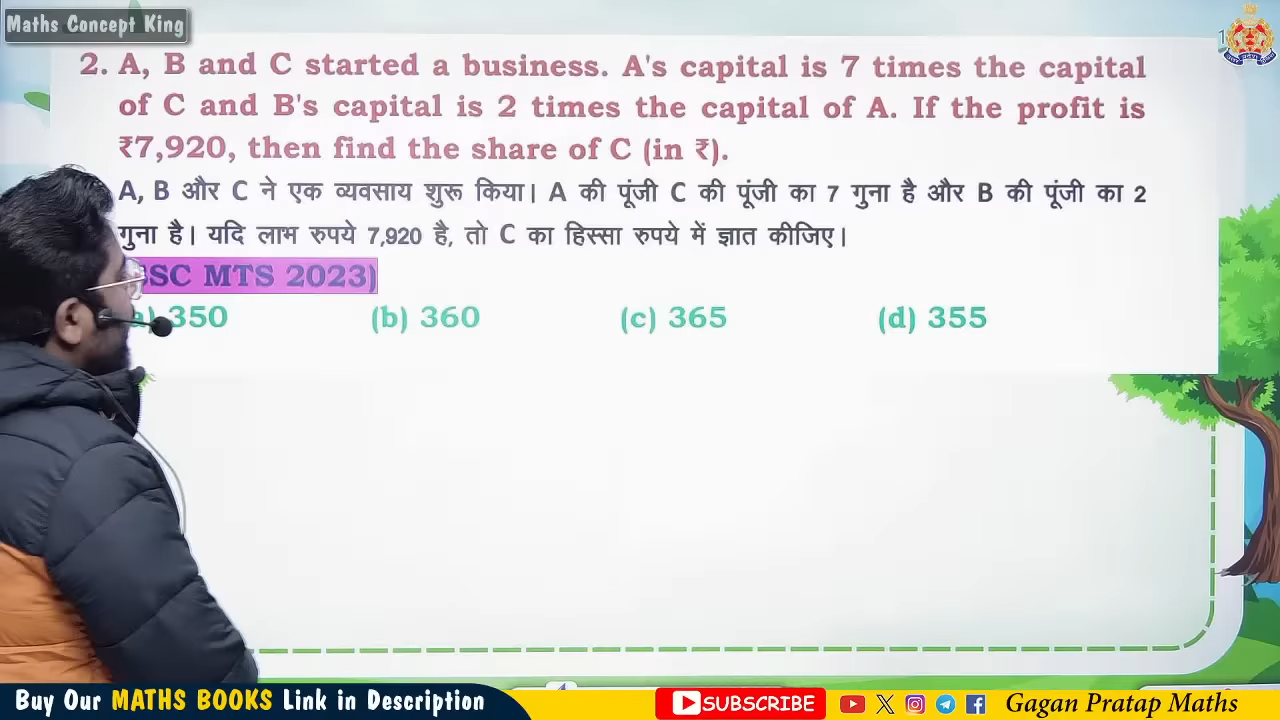 Maths Concept King
2. A, B and C started a business. A's capital is 7 times the capital
of C and B's capital is 2 times the capital of A. If the profit is
₹7,920, then find the share of C (in ₹).
A, B और C ने एक व्यवसाय शुरू किया। A की पूंजी C की पूंजी का 7 गुना है और B की पूंजी का 2
गुना है। यदि लाभ रुपये 7,920 है, तो C का हिस्सा रुपये में ज्ञात कीजिए।
SC MTS 2023)
350 (b) 360 (c) 365 (d) 355
Buy Our MATHS BOOKS Link in Description
SUBSCRIBE
Gagan Pratap Maths